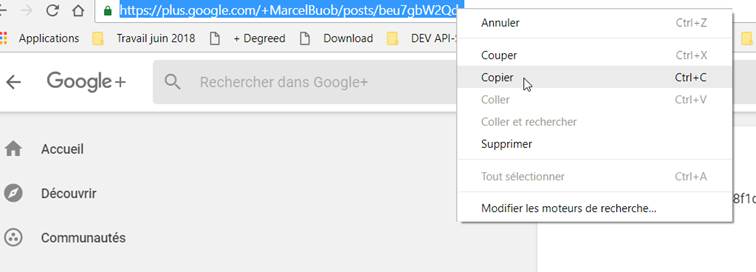 https://plus.google.com/+MarcelBuob/posts/beu7gbW2Qd
Annuler Ctrl+Z
Applications Travail juin 2018 + Degreed Download DEV API-S
Couper Ctrl+X
Google+ Rechercher dans Google+
Copier Ctrl+C
Coller Ctrl+V
Coller et rechercher
Accueil
Supprimer
Tout sélectionner Ctrl+A
Découvrir
Modifier les moteurs de recherche...
Communautés